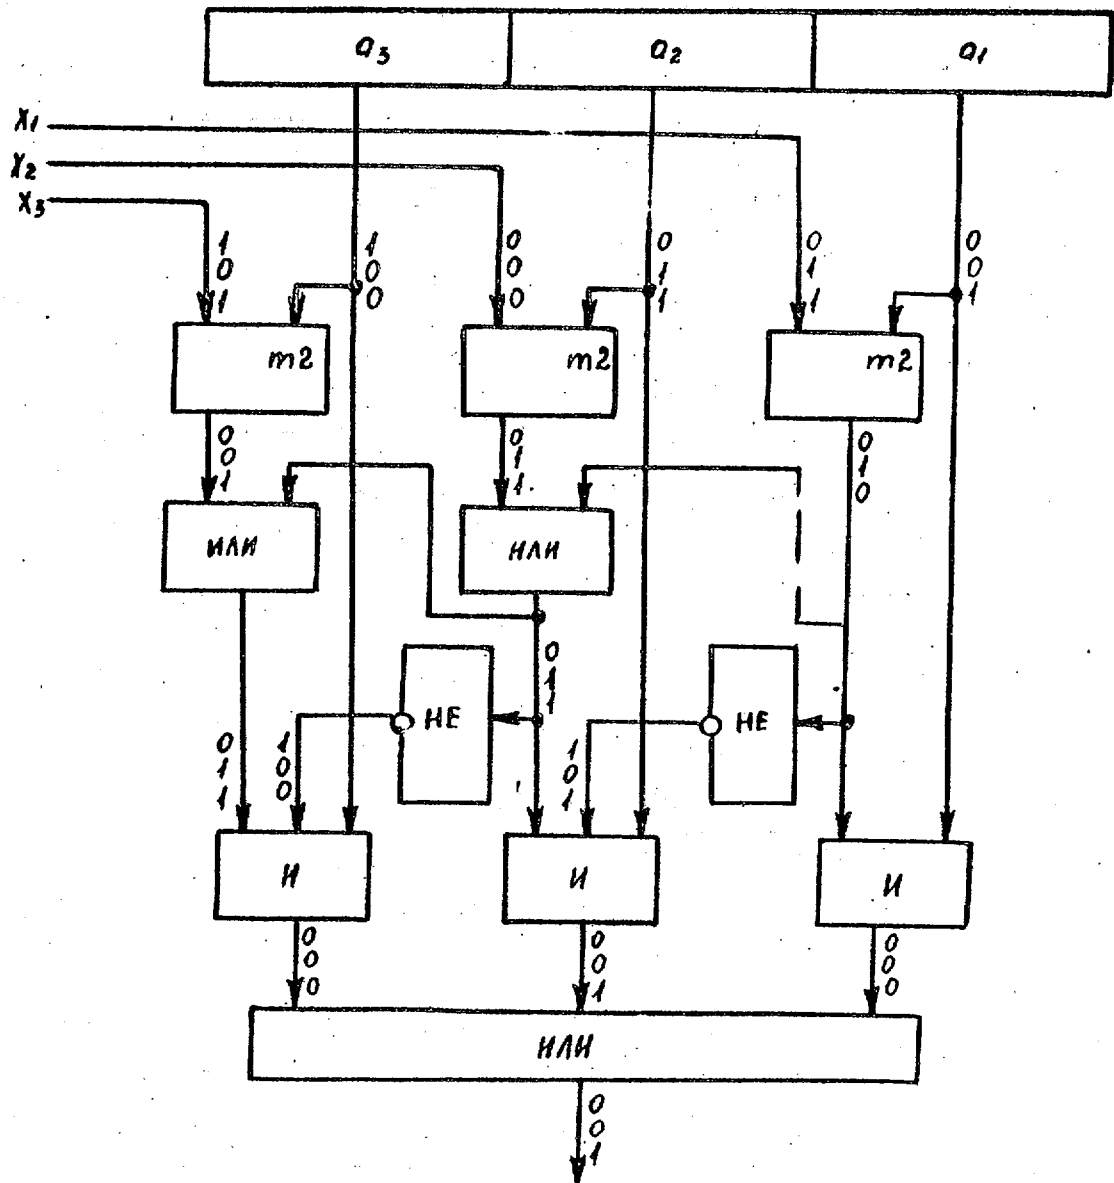 a3 a2 a1
X1
X2
X3
1 1 0 0 0 0
0 0 0 1 1 0
1 0 0 1 1 1
m2 m2 m2
0 0 0
0 1 1
1 1 0
ИЛИ ИЛИ
0
1
1
НЕ НЕ
0 1 1
1 0 0
1 0 1
И И И
0 0 0
0 0 0
0 1 0
ИЛИ
0
0
1